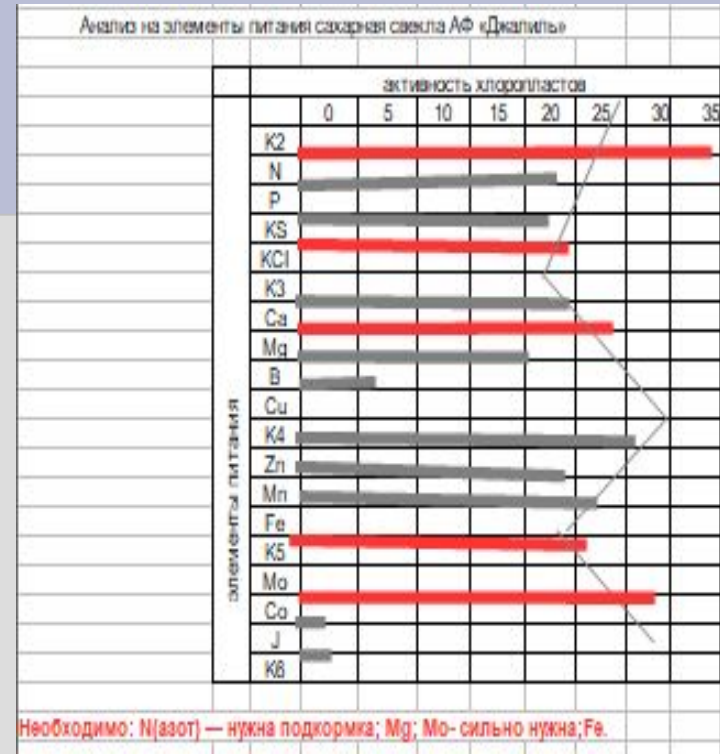 Анализ на элементы питания сахарная свекла АФ «Джалиль»
активность хлоропластов
0 5 10 15 20 25 30 35
элементы питания
K2
N
P
KS
KCl
K3
Ca
Mg
B
Cu
K4
Zn
Mn
Fe
K5
Mo
Co
J
K6
Необходимо: N(азот) — нужна подкормка; Mg; Mo- сильно нужна;Fe.